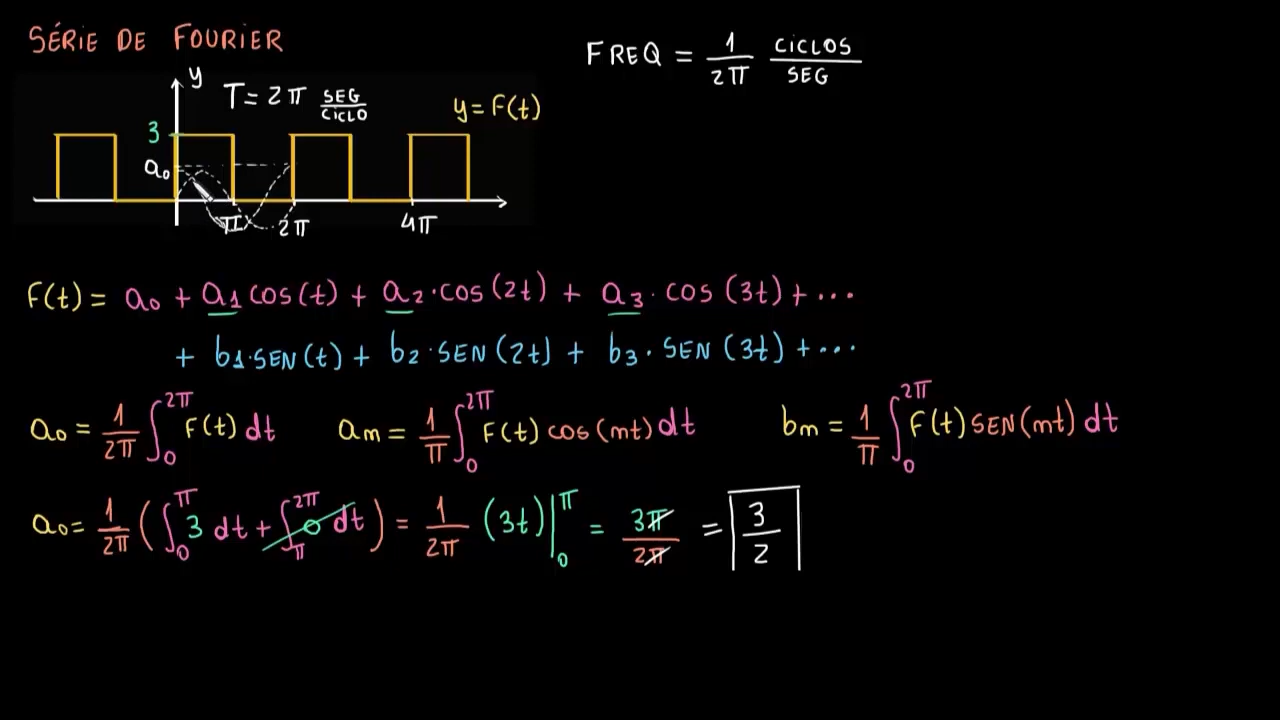 SÉRIE DE FOURIER
FREQ = 1/2π CICLOS/SEG
y
T = 2π SEG/CICLO
y = F(t)
3
a₀
π 2π 4π
F(t) = a₀ + a₁ cos(t) + a₂·cos(2t) + a₃·cos(3t) + ...
+ b₁·SEN(t) + b₂·SEN(2t) + b₃·SEN(3t) + ...
a₀ = 1/2π ∫₀^2π F(t) dt   aₘ = 1/π ∫₀^2π F(t) cos(mt) dt   bₘ = 1/π ∫₀^2π F(t) SEN(mt) dt
a₀ = 1/2π (∫₀^π 3 dt + ∫π^2π 0 dt) = 1/2π (3t)|₀^π = 3π/2π = 3/2